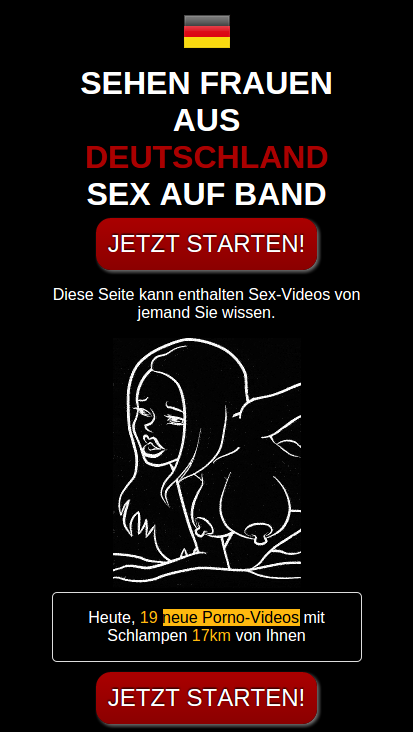 SEHEN FRAUEN
AUS
DEUTSCHLAND
SEX AUF BAND
JETZT STARTEN!
Diese Seite kann enthalten Sex-Videos von
jemand Sie wissen.
Heute, 19 neue Porno-Videos mit
Schlampen 17km von Ihnen
JETZT STARTEN!